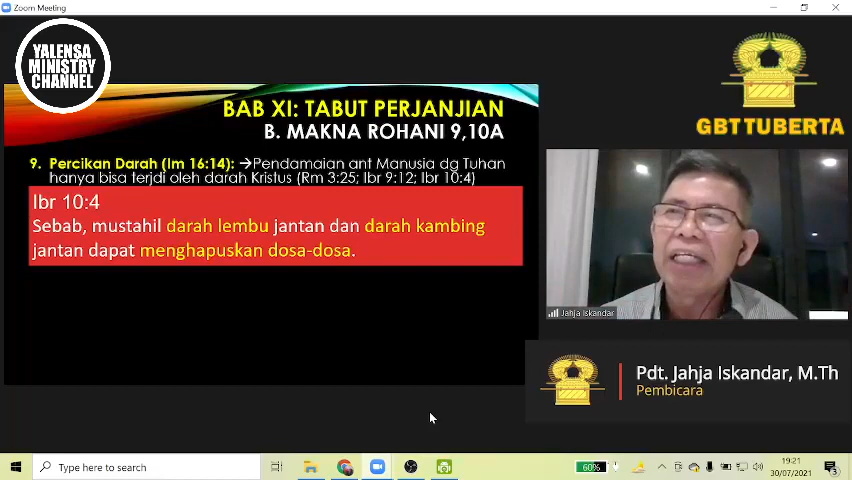 Zoom Meeting
YALENSA
MINISTRY
CHANNEL
BAB XI: TABUT PERJANJIAN
B. MAKNA ROHANI 9,10A
9. Percikan Darah (Im 16:14): →Pendamaian ant Manusia dg Tuhan
hanya bisa terjdi oleh darah Kristus (Rm 3:25; Ibr 9:12; Ibr 10:4)
Ibr 10:4
Sebab, mustahil darah lembu jantan dan darah kambing
jantan dapat menghapuskan dosa-dosa.
GBT TUBERTA
Jahja Iskandar
Pdt. Jahja Iskandar, M.Th
Pembicara
Type here to search
60%
19:21
30/07/2021
3